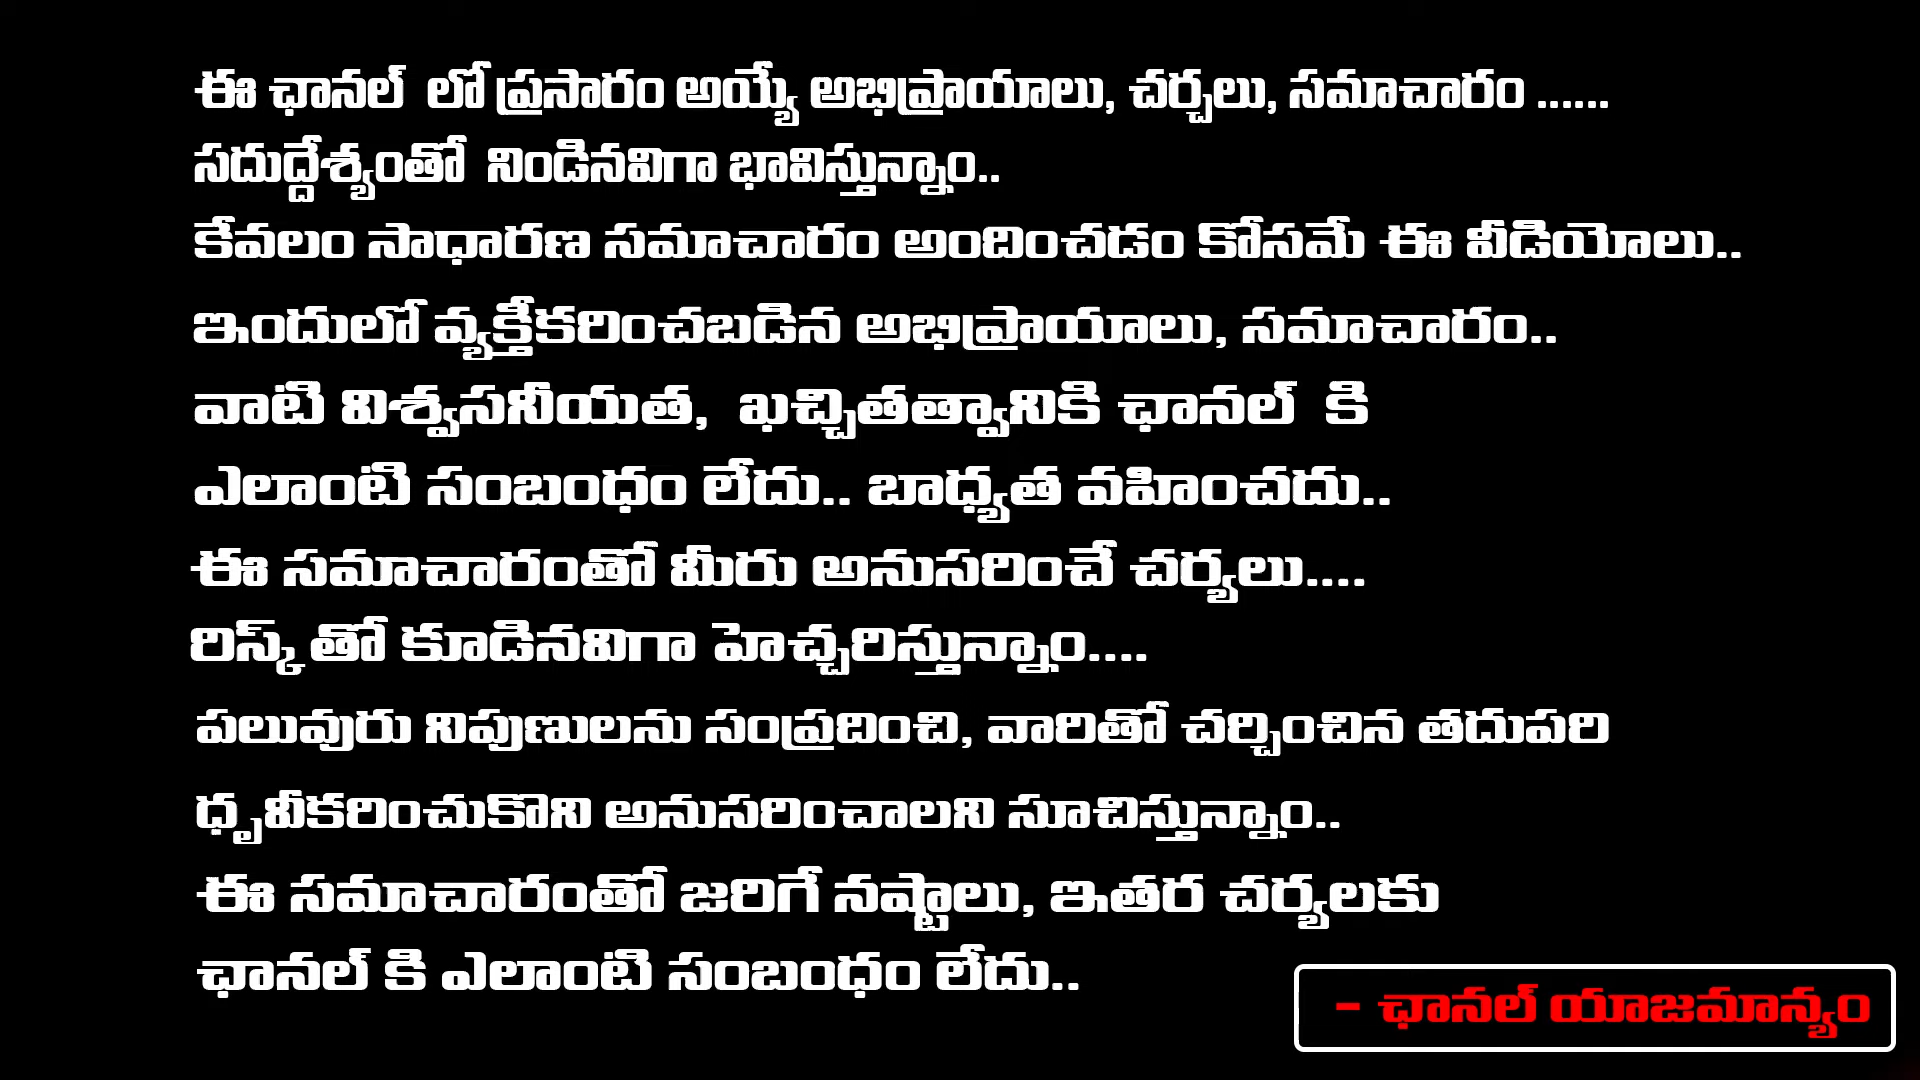 ఈ ఛానల్ లో ప్రసారం అయ్యే అభిప్రాయాలు, చర్చలు, సమాచారం ......
సదుద్దేశ్యంతో నిండినవిగా భావిస్తున్నాం..
కేవలం సాధారణ సమాచారం అందించడం కోసమే ఈ వీడియోలు..
ఇందులో వ్యక్తీకరించబడిన అభిప్రాయాలు, సమాచారం..
వాటి విశ్వసనీయత, ఖచ్చితత్వానికి ఛానల్ కి
ఎలాంటి సంబంధం లేదు.. బాధ్యత వహించదు..
ఈ సమాచారంతో మీరు అనుసరించే చర్యలు....
రిస్క్ తో కూడినవిగా హెచ్చరిస్తున్నాం....
పలువురు నిపుణులను సంప్రదించి, వారితో చర్చించిన తదుపరి
ధృవీకరించుకొని అనుసరించాలని సూచిస్తున్నాం..
ఈ సమాచారంతో జరిగే నష్టాలు, ఇతర చర్యలకు
ఛానల్ కి ఎలాంటి సంబంధం లేదు..
- ఛానల్ యాజమాన్యం